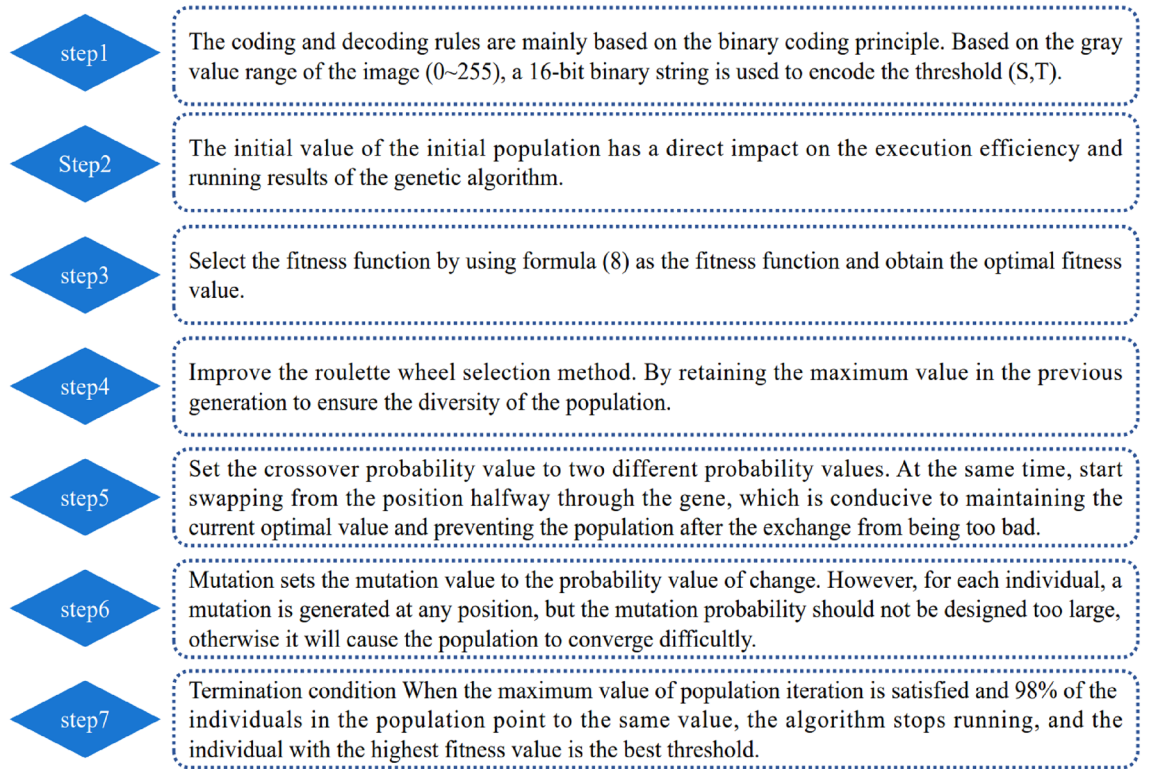 step1
The coding and decoding rules are mainly based on the binary coding principle. Based on the gray
value range of the image (0~255), a 16-bit binary string is used to encode the threshold (S,T).
Step2
The initial value of the initial population has a direct impact on the execution efficiency and
running results of the genetic algorithm.
step3
Select the fitness function by using formula (8) as the fitness function and obtain the optimal fitness
value.
step4
Improve the roulette wheel selection method. By retaining the maximum value in the previous
generation to ensure the diversity of the population.
step5
Set the crossover probability value to two different probability values. At the same time, start
swapping from the position halfway through the gene, which is conducive to maintaining the
current optimal value and preventing the population after the exchange from being too bad.
step6
Mutation sets the mutation value to the probability value of change. However, for each individual, a
mutation is generated at any position, but the mutation probability should not be designed too large,
otherwise it will cause the population to converge difficultly.
step7
Termination condition When the maximum value of population iteration is satisfied and 98% of the
individuals in the population point to the same value, the algorithm stops running, and the
individual with the highest fitness value is the best threshold.